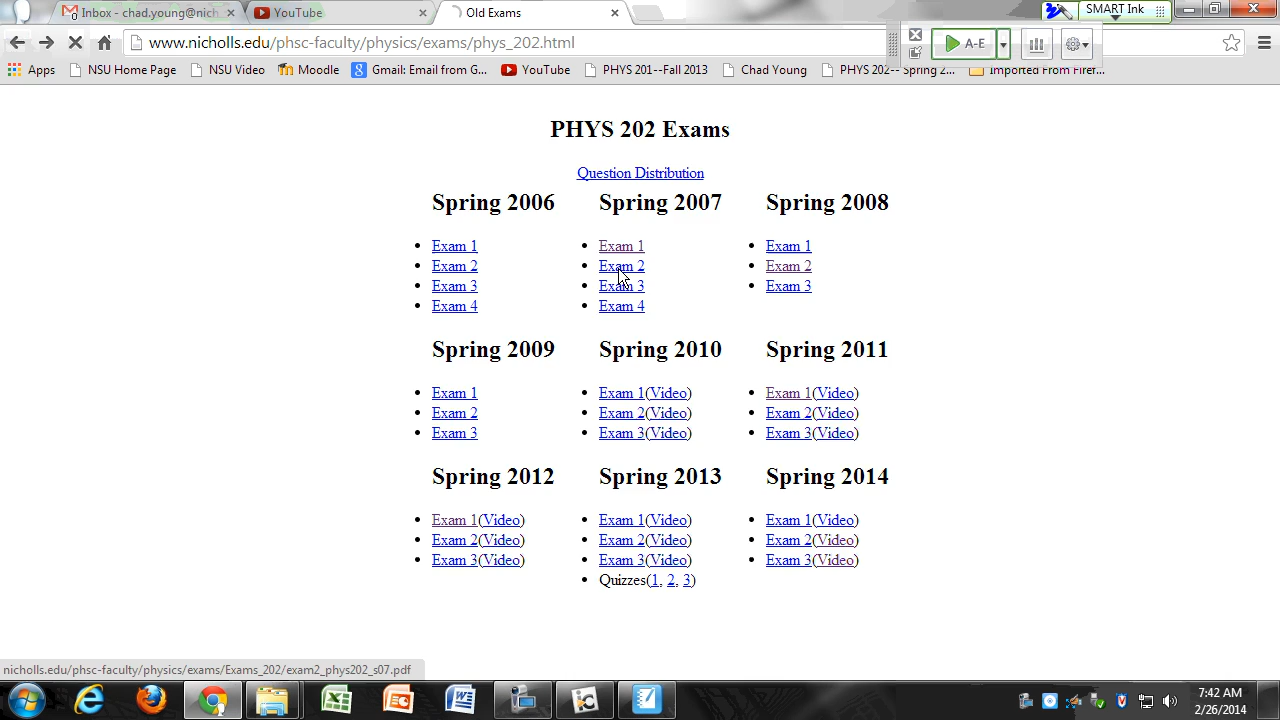 Inbox - chad.young@nich
YouTube
Old Exams
SMART Ink
www.nicholls.edu/phsc-faculty/physics/exams/phys_202.html
A-E
Apps
NSU Home Page
NSU Video
Moodle
Gmail: Email from G...
YouTube
PHYS 201--Fall 2013
Chad Young
PHYS 202-- Spring 2...
Imported From Firef...
PHYS 202 Exams
Question Distribution
Spring 2006
Exam 1
Exam 2
Exam 3
Exam 4
Spring 2007
Exam 1
Exam 2
Exam 3
Exam 4
Spring 2008
Exam 1
Exam 2
Exam 3
Spring 2009
Exam 1
Exam 2
Exam 3
Spring 2010
Exam 1(Video)
Exam 2(Video)
Exam 3(Video)
Spring 2011
Exam 1(Video)
Exam 2(Video)
Exam 3(Video)
Spring 2012
Exam 1(Video)
Exam 2(Video)
Exam 3(Video)
Spring 2013
Exam 1(Video)
Exam 2(Video)
Exam 3(Video)
Quizzes(1, 2, 3)
Spring 2014
Exam 1(Video)
Exam 2(Video)
Exam 3(Video)
nicholls.edu/phsc-faculty/physics/exams/Exams_202/exam2_phys202_s07.pdf
7:42 AM
2/26/2014